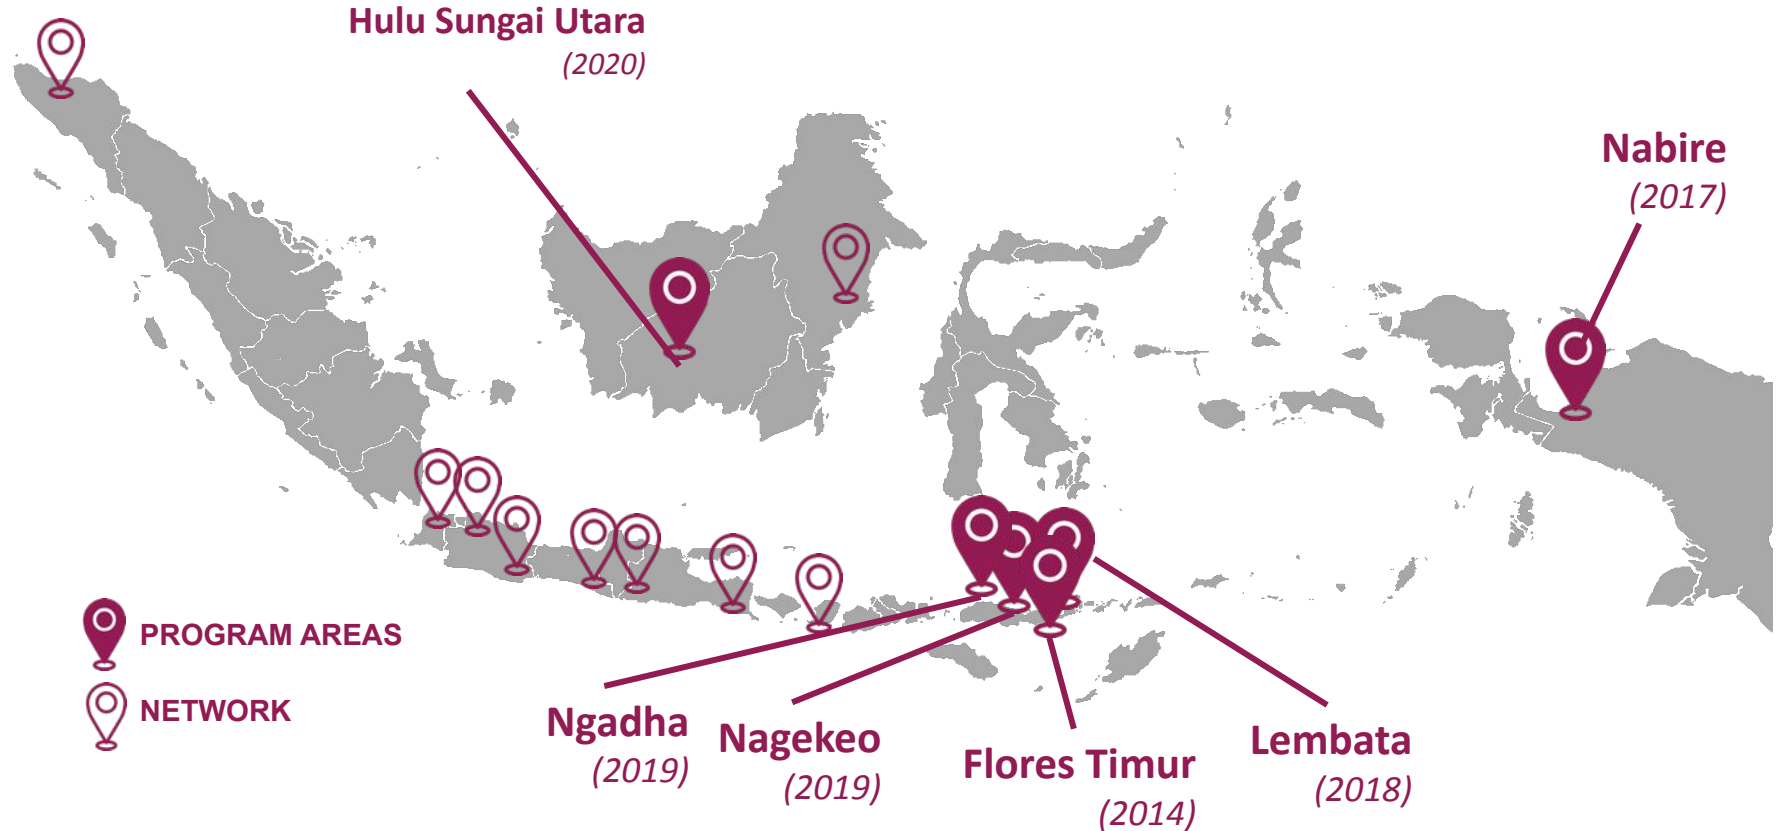 Hulu Sungai Utara
(2020)
Nabire
(2017)
PROGRAM AREAS
NETWORK
Ngadha
(2019)
Nagekeo
(2019)
Flores Timur
(2014)
Lembata
(2018)